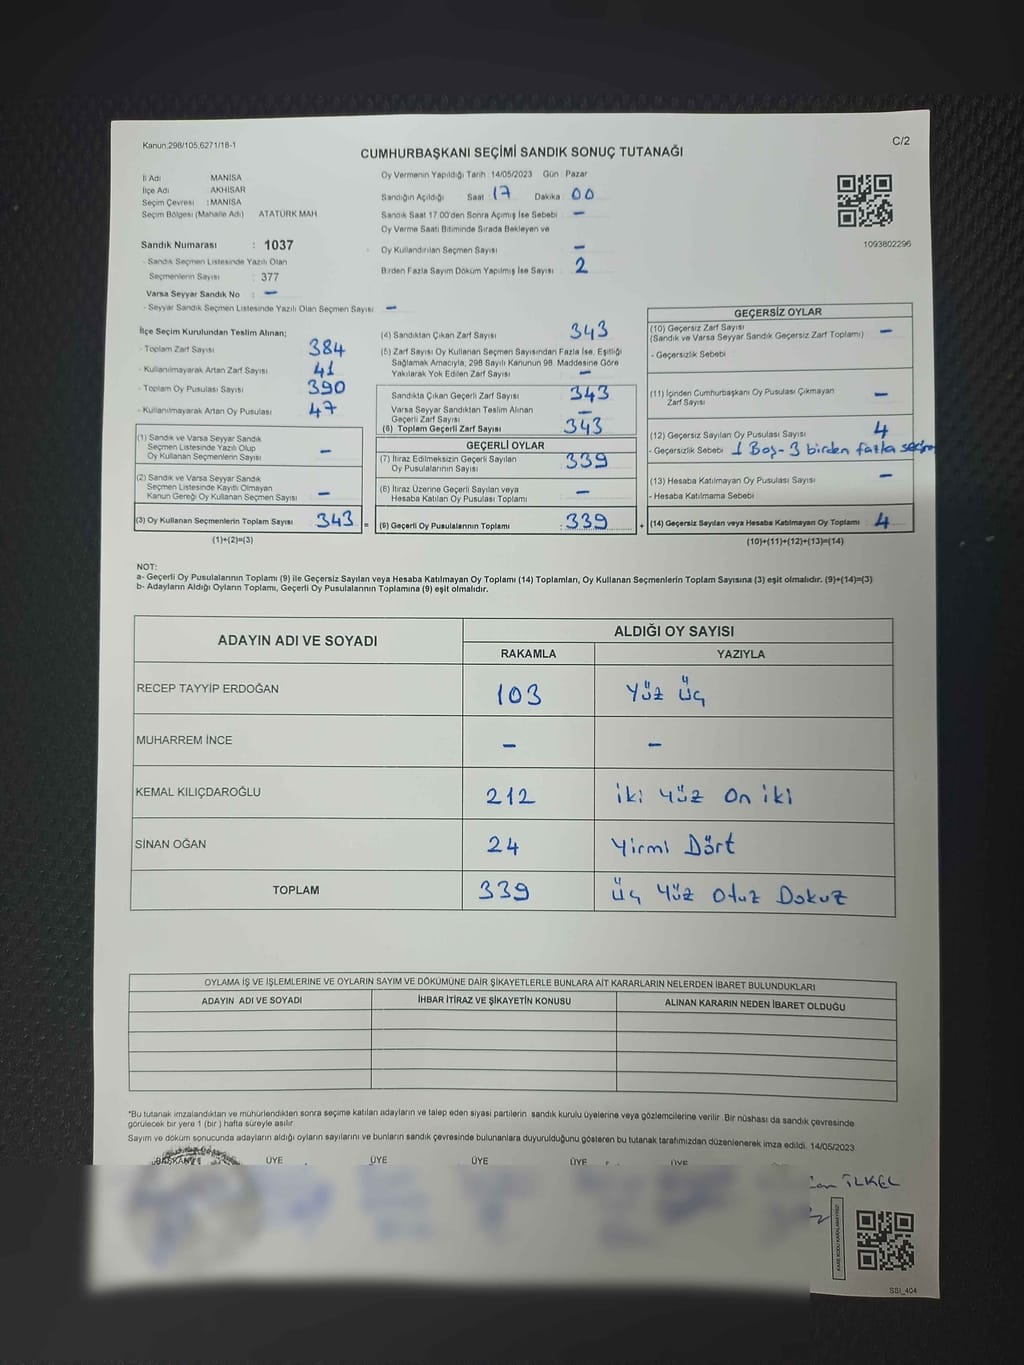 Kanun:298/105,6271/18-1
C/2
CUMHURBAŞKANI SEÇİMİ SANDIK SONUÇ TUTANAĞI
İl Adı MANİSA
İlçe Adı AKHİSAR
Seçim Çevresi : MANİSA
Seçim Bölgesi (Mahalle Adı) ATATÜRK MAH.
Sandık Numarası : 1037
- Sandık Seçmen Listesinde Yazılı Olan
Seçmenlerin Sayısı : 377
Varsa Seyyar Sandık No : -
- Seyyar Sandık Seçmen Listesinde Yazılı Olan Seçmen Sayısı -
Oy Vermenin Yapıldığı Tarih : 14/05/2023 Gün : Pazar
Sandığın Açıldığı Saat : 17 Dakika 00
Sandık Saat 17.00'den Sonra Açımış İse Sebebi -
Oy Verme Saati Bitiminde Sırada Bekleyen ve
Oy Kullandırılan Seçmen Sayısı -
Birden Fazla Sayım Döküm Yapılmış İse Sayısı : 2
1093802296
İlçe Seçim Kurulundan Teslim Alınan;
- Toplam Zarf Sayısı 384
- Kullanılmayarak Artan Zarf Sayısı 41
- Toplam Oy Pusulası Sayısı 390
- Kullanılmayarak Artan Oy Pusulası 47
(1) Sandık ve Varsa Seyyar Sandık
Seçmen Listesinde Yazılı Olup
Oy Kullanan Seçmenlerin Sayısı -
(2) Sandık ve Varsa Seyyar Sandık
Seçmen Listesinde Kayıtlı Olmayan
Kanun Gereği Oy Kullanan Seçmen Sayısı -
(3) Oy Kullanan Seçmenlerin Toplam Sayısı 343 =
(1)+(2)=(3)
(4) Sandıktan Çıkan Zarf Sayısı 343
(5) Zarf Sayısı Oy Kullanan Seçmen Sayısından Fazla İse, Eşitliği
Sağlamak Amacıyla, 298 Sayılı Kanunun 98. Maddesine Göre
Yakılarak Yok Edilen Zarf Sayısı -
Sandıkta Çıkan Geçerli Zarf Sayısı 343
Varsa Seyyar Sandıktan Teslim Alınan
Geçerli Zarf Sayısı -
(6) Toplam Geçerli Zarf Sayısı 343
GEÇERLİ OYLAR
(7) İtiraz Edilmeksizin Geçerli Sayılan
Oy Pusulalarının Sayısı 339
(8) İtiraz Üzerine Geçerli Sayılan veya
Hesaba Katılan Oy Pusulası Toplamı -
(9) Geçerli Oy Pusulalarının Toplamı : 339 +
GEÇERSİZ OYLAR
(10) Geçersiz Zarf Sayısı
(Sandık ve Varsa Seyyar Sandık Geçersiz Zarf Toplamı) -
- Geçersizlik Sebebi
(11) İçinden Cumhurbaşkanı Oy Pusulası Çıkmayan
Zarf Sayısı -
(12) Geçersiz Sayılan Oy Pusulası Sayısı 4
- Geçersizlik Sebebi 1 Boş - 3 birden fazla seçim
(13) Hesaba Katılmayan Oy Pusulası Sayısı -
- Hesaba Katılmama Sebebi
(14) Geçersiz Sayılan veya Hesaba Katılmayan Oy Toplamı 4
(10)+(11)+(12)+(13)=(14)
NOT:
a- Geçerli Oy Pusulalarının Toplamı (9) ile Geçersiz Sayılan veya Hesaba Katılmayan Oy Toplamı (14) Toplamları, Oy Kullanan Seçmenlerin Toplam Sayısına (3) eşit olmalıdır. (9)+(14)=(3)
b- Adayların Aldığı Oyların Toplamı, Geçerli Oy Pusulalarının Toplamına (9) eşit olmalıdır.
ADAYIN ADI VE SOYADI ALDIĞI OY SAYISI
RAKAMLA YAZIYLA
RECEP TAYYİP ERDOĞAN 103 Yüz Üç
MUHARREM İNCE - -
KEMAL KILIÇDAROĞLU 212 İki Yüz On iki
SİNAN OĞAN 24 Yirmi Dört
TOPLAM 339 Üç Yüz Otuz Dokuz
OYLAMA İŞ VE İŞLEMLERİNE VE OYLARIN SAYIM VE DÖKÜMÜNE DAİR ŞİKAYETLERLE BUNLARA AİT KARARLARIN NELERDEN İBARET BULUNDUKLARI
ADAYIN ADI VE SOYADI İHBAR İTİRAZ VE ŞİKAYETİN KONUSU ALINAN KARARIN NEDEN İBARET OLDUĞU
*Bu tutanak imzalandıktan ve mühürlendikten sonra seçime katılan adayların ve talep eden siyasi partilerin sandık kurulu üyelerine veya gözlemcilerine verilir. Bir nüshası da sandık çevresinde
görülecek bir yere 1 (bir) hafta süreyle asılır.
Sayım ve döküm sonucunda adayların aldığı oyların sayılarını ve bunların sandık çevresinde bulunanlara duyurulduğunu gösteren bu tutanak tarafımızdan düzenlenerek imza edildi. 14/05/2023
BAŞKAN ÜYE ÜYE ÜYE ÜYE ÜYE
İLKEL
KARE KODU KARALAMAYINIZ!
SSI_404